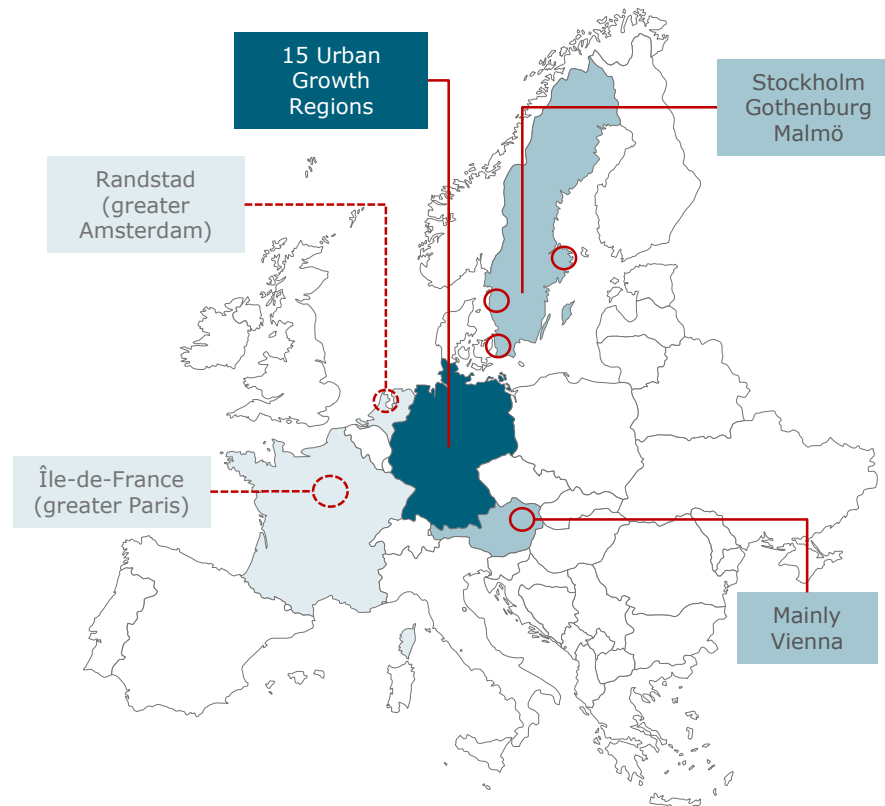 15 Urban
Growth
Regions
Stockholm
Gothenburg
Malmö
Randstad
(greater
Amsterdam)
Île-de-France
(greater Paris)
Mainly
Vienna